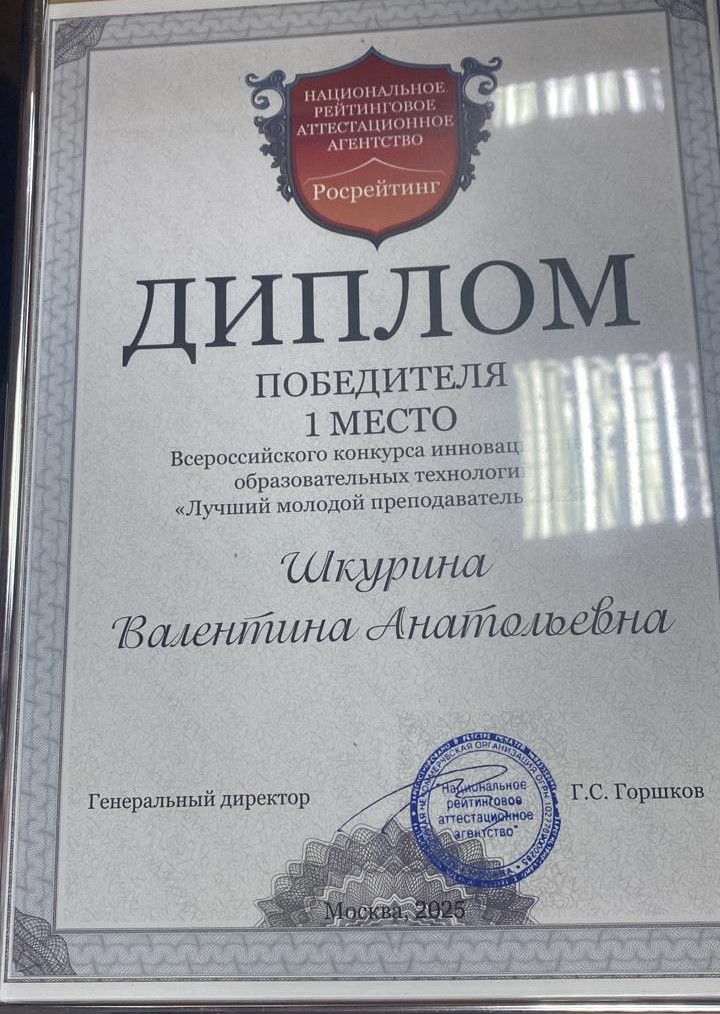 НАЦИОНАЛЬНОЕ
РЕЙТИНГОВОЕ
АТТЕСТАЦИОННОЕ
АГЕНТСТВО
Росрейтинг
ДИПЛОМ
ПОБЕДИТЕЛЯ
1 МЕСТО
Всероссийского конкурса
образовательных
«Лучший молодой преподаватель
Шкурина
Валентина Анатольевна
Генеральный директор
"Национальное
рейтинговое
аттестационное
агентство"
Г.С. Горшков
Москва, 2025